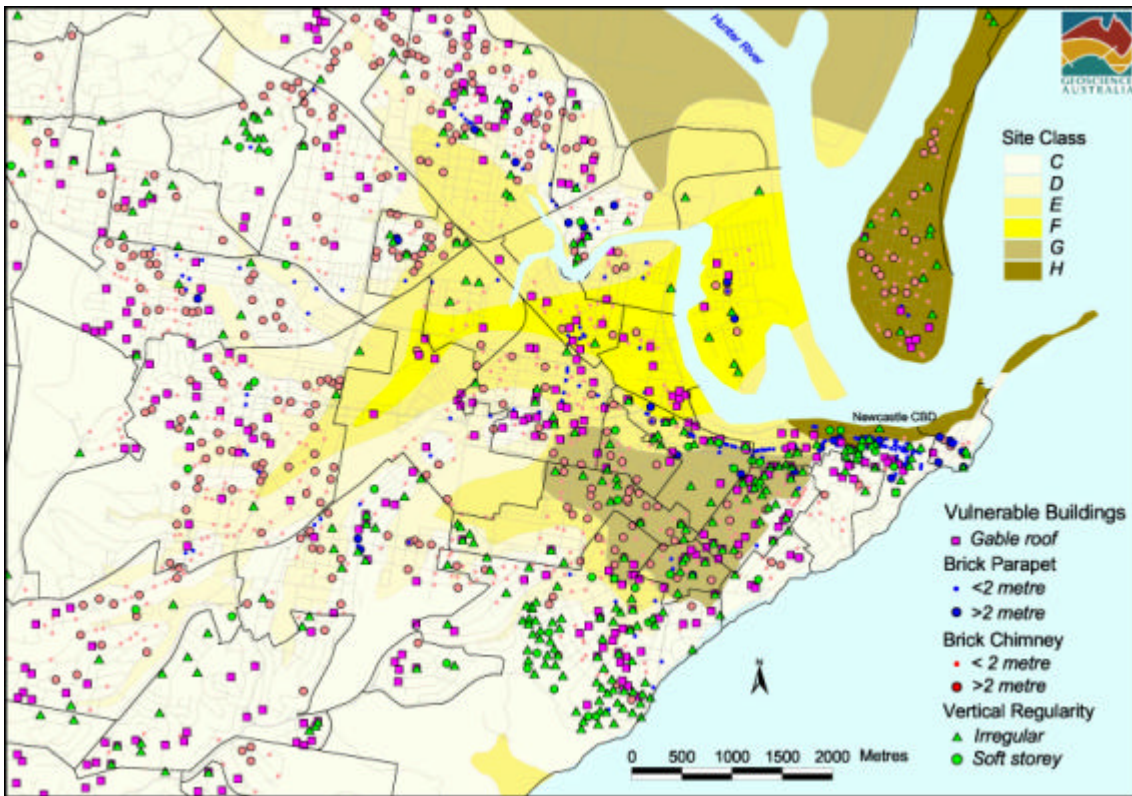 Hunter River
GEOSCIENCE
AUSTRALIA
Site Class
C
D
E
F
G
H
Newcastle CBD
Vulnerable Buildings
Gable roof
Brick Parapet
<2 metre
>2 metre
Brick Chimney
< 2 metre
>2 metre
Vertical Regularity
Irregular
Soft storey
N
0 500 1000 1500 2000 Metres